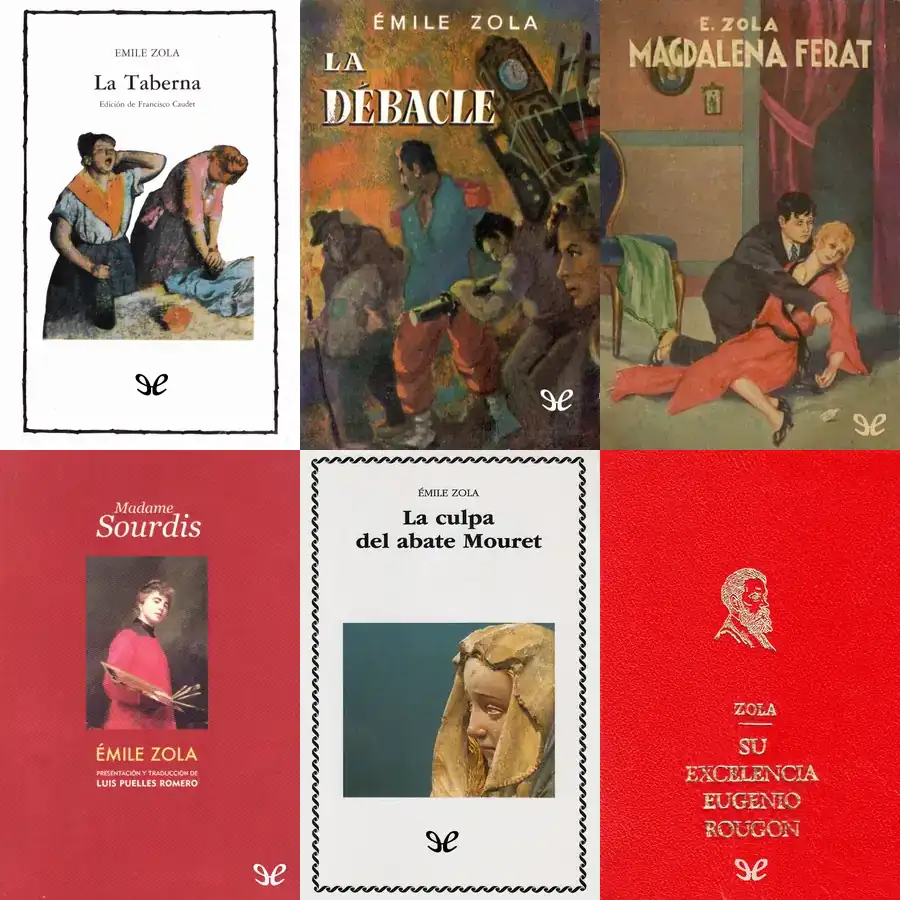 EMILE ZOLA
La Taberna
Edición de Francisco Caudet
ÉMILE ZOLA
LA
DÉBACLE
E. ZOLA
MAGDALENA FERAT
Madame
Sourdis
ÉMILE ZOLA
PRESENTACIÓN Y TRADUCCIÓN DE
LUIS PUELLES ROMERO
ÉMILE ZOLA
La culpa
del abate Mouret
ZOLA
SU
EXCELENCIA
EUGENIO
ROUGON